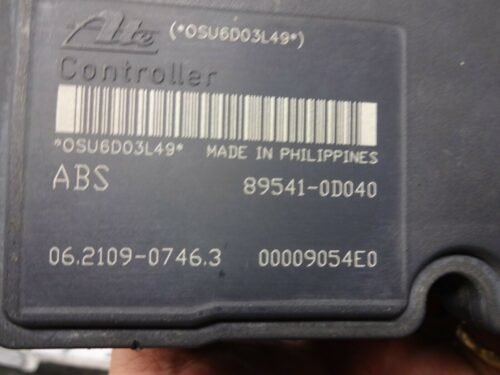 Ate (*OSU6D03L49*)
Controller
*OSU6D03L49* MADE IN PHILIPPINES
ABS 89541-0D040
06.2109-0746.3 00009054E0